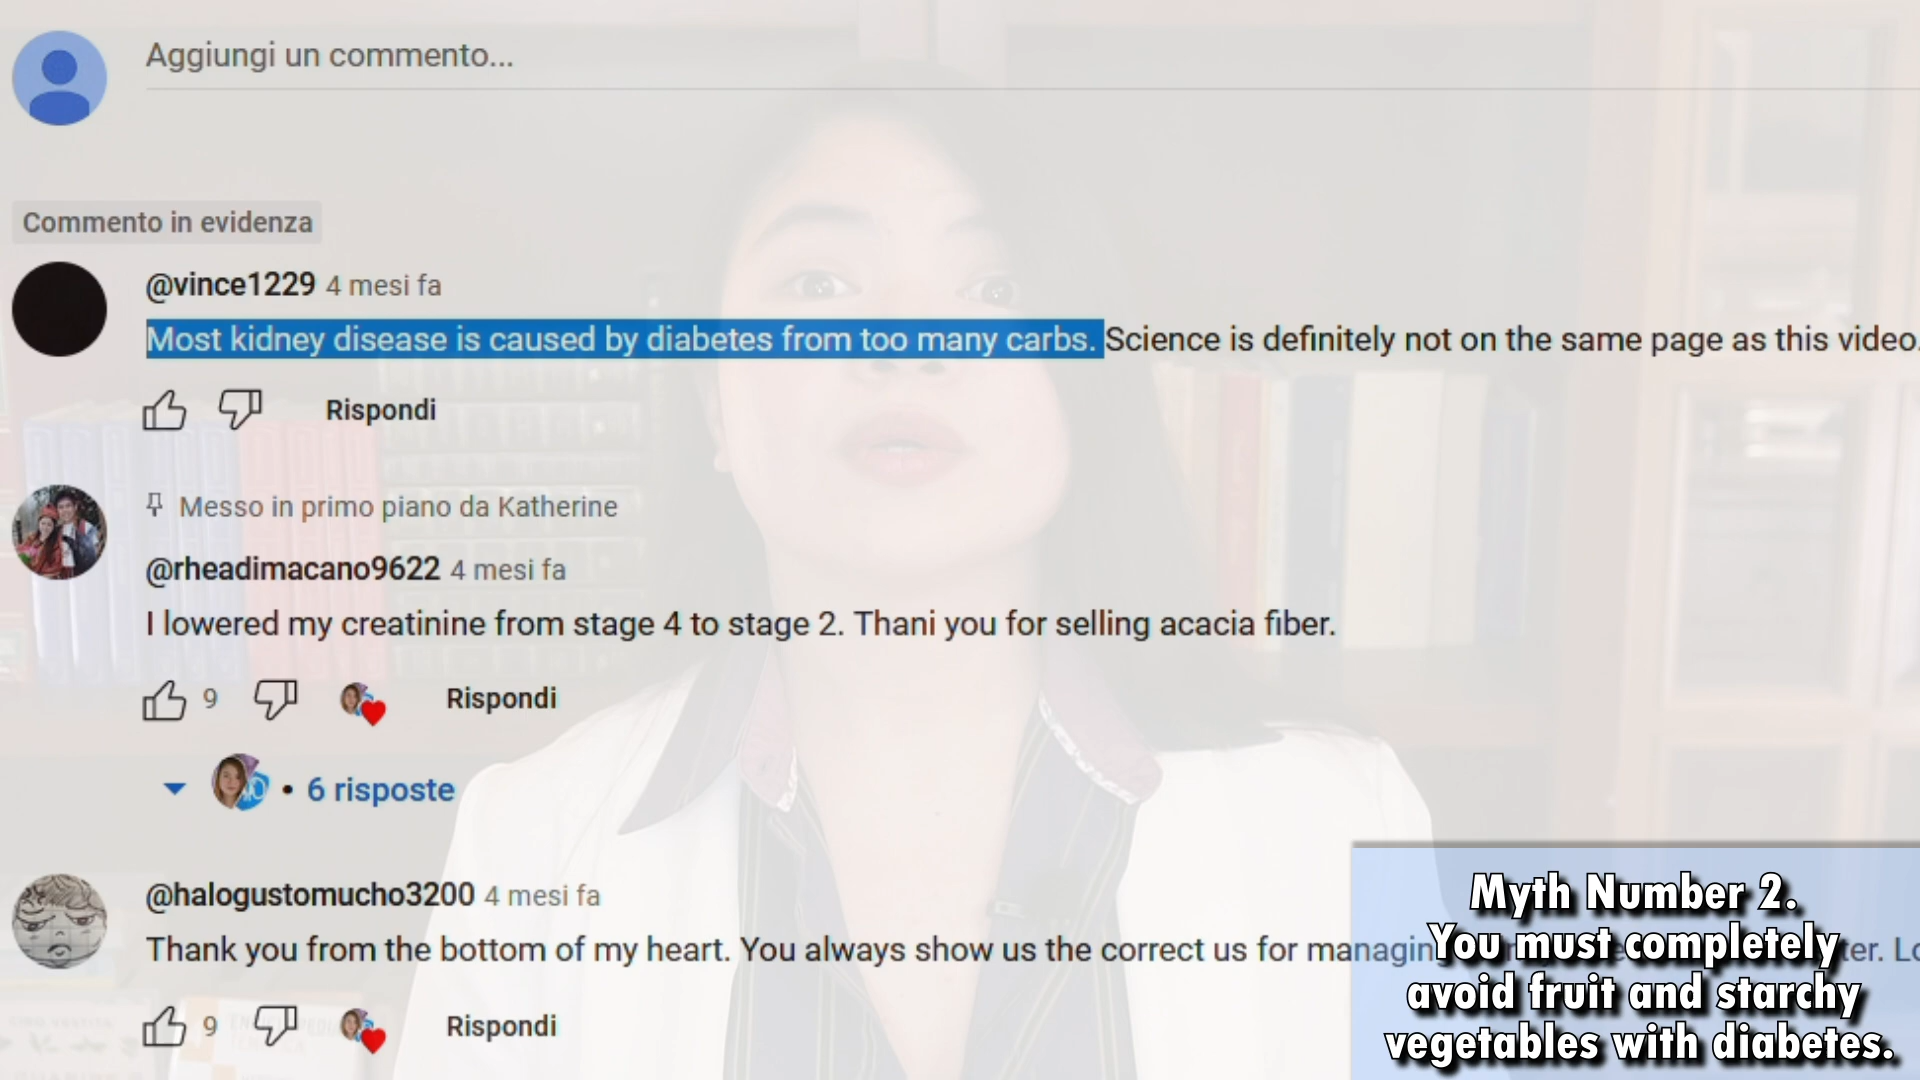 Aggiungi un commento...
Commento in evidenza
@vince1229 4 mesi fa
Most kidney disease is caused by diabetes from too many carbs. Science is definitely not on the same page as this video.
Rispondi
Messo in primo piano da Katherine
@rheadimacano9622 4 mesi fa
I lowered my creatinine from stage 4 to stage 2. Thani you for selling acacia fiber.
9 Rispondi
• 6 risposte
@halogustomucho3200 4 mesi fa
Thank you from the bottom of my heart. You always show us the correct us for
9 Rispondi
Myth Number 2.
You must completely
avoid fruit and starchy
vegetables with diabetes.